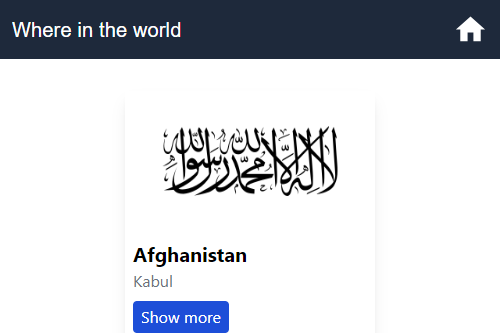 Where in the world
لا إله إلا الله محمد رسول الله
Afghanistan
Kabul
Show more